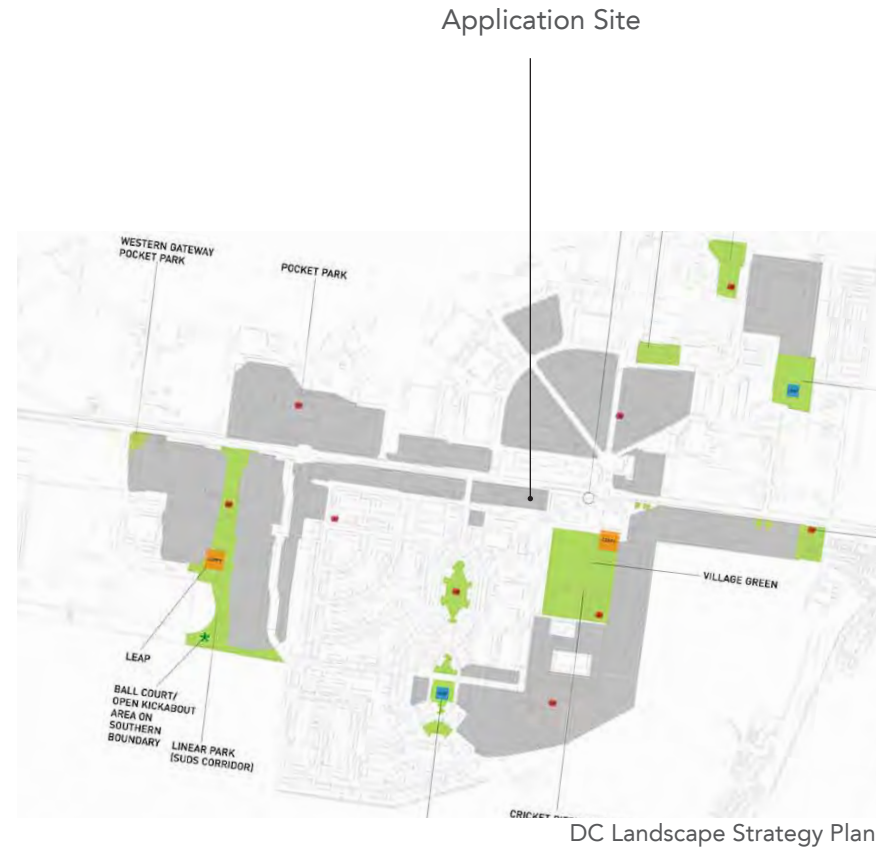 Application Site
WESTERN GATEWAY
POCKET PARK
POCKET PARK
VILLAGE GREEN
LEAP
BALL COURT/
OPEN KICKABOUT
AREA ON
SOUTHERN
BOUNDARY
LINEAR PARK
(SUDS CORRIDOR)
CRICKET
DC Landscape Strategy Plan